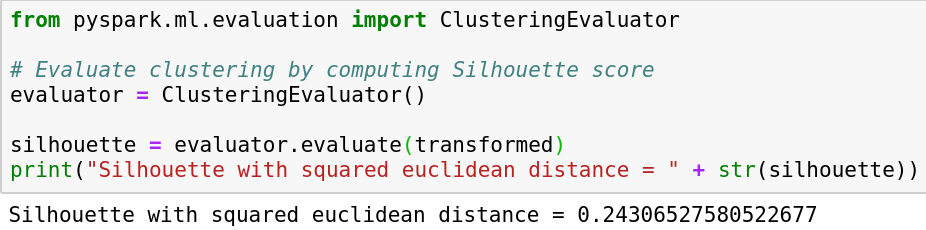 from pyspark.ml.evaluation import ClusteringEvaluator
# Evaluate clustering by computing Silhouette score
evaluator = ClusteringEvaluator()
silhouette = evaluator.evaluate(transformed)
print("Silhouette with squared euclidean distance = " + str(silhouette))
Silhouette with squared euclidean distance = 0.24306527580522677